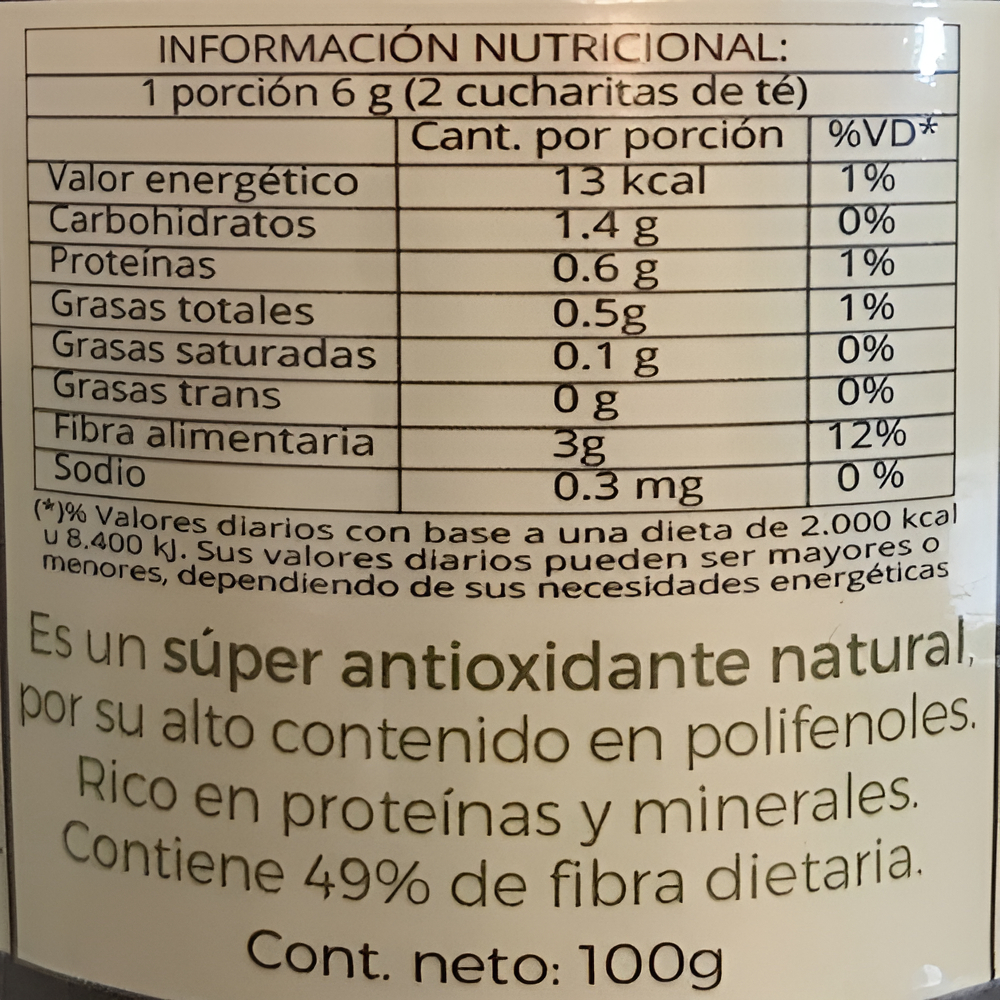 INFORMACIÓN NUTRICIONAL:
1 porción 6 g (2 cucharitas de té)
Cant. por porción %VD*
Valor energético 13 kcal 1%
Carbohidratos 1.4 g 0%
Proteínas 0.6 g 1%
Grasas totales 0.5g 1%
Grasas saturadas 0.1 g 0%
Grasas trans 0 g 0%
Fibra alimentaria 3g 12%
Sodio 0.3 mg 0 %
(*)% Valores diarios con base a una dieta de 2.000 kcal
u 8.400 kJ. Sus valores diarios pueden ser mayores o
menores, dependiendo de sus necesidades energéticas
Es un súper antioxidante natural,
por su alto contenido en polifenoles.
Rico en proteínas y minerales.
Contiene 49% de fibra dietaria.
Cont. neto: 100g